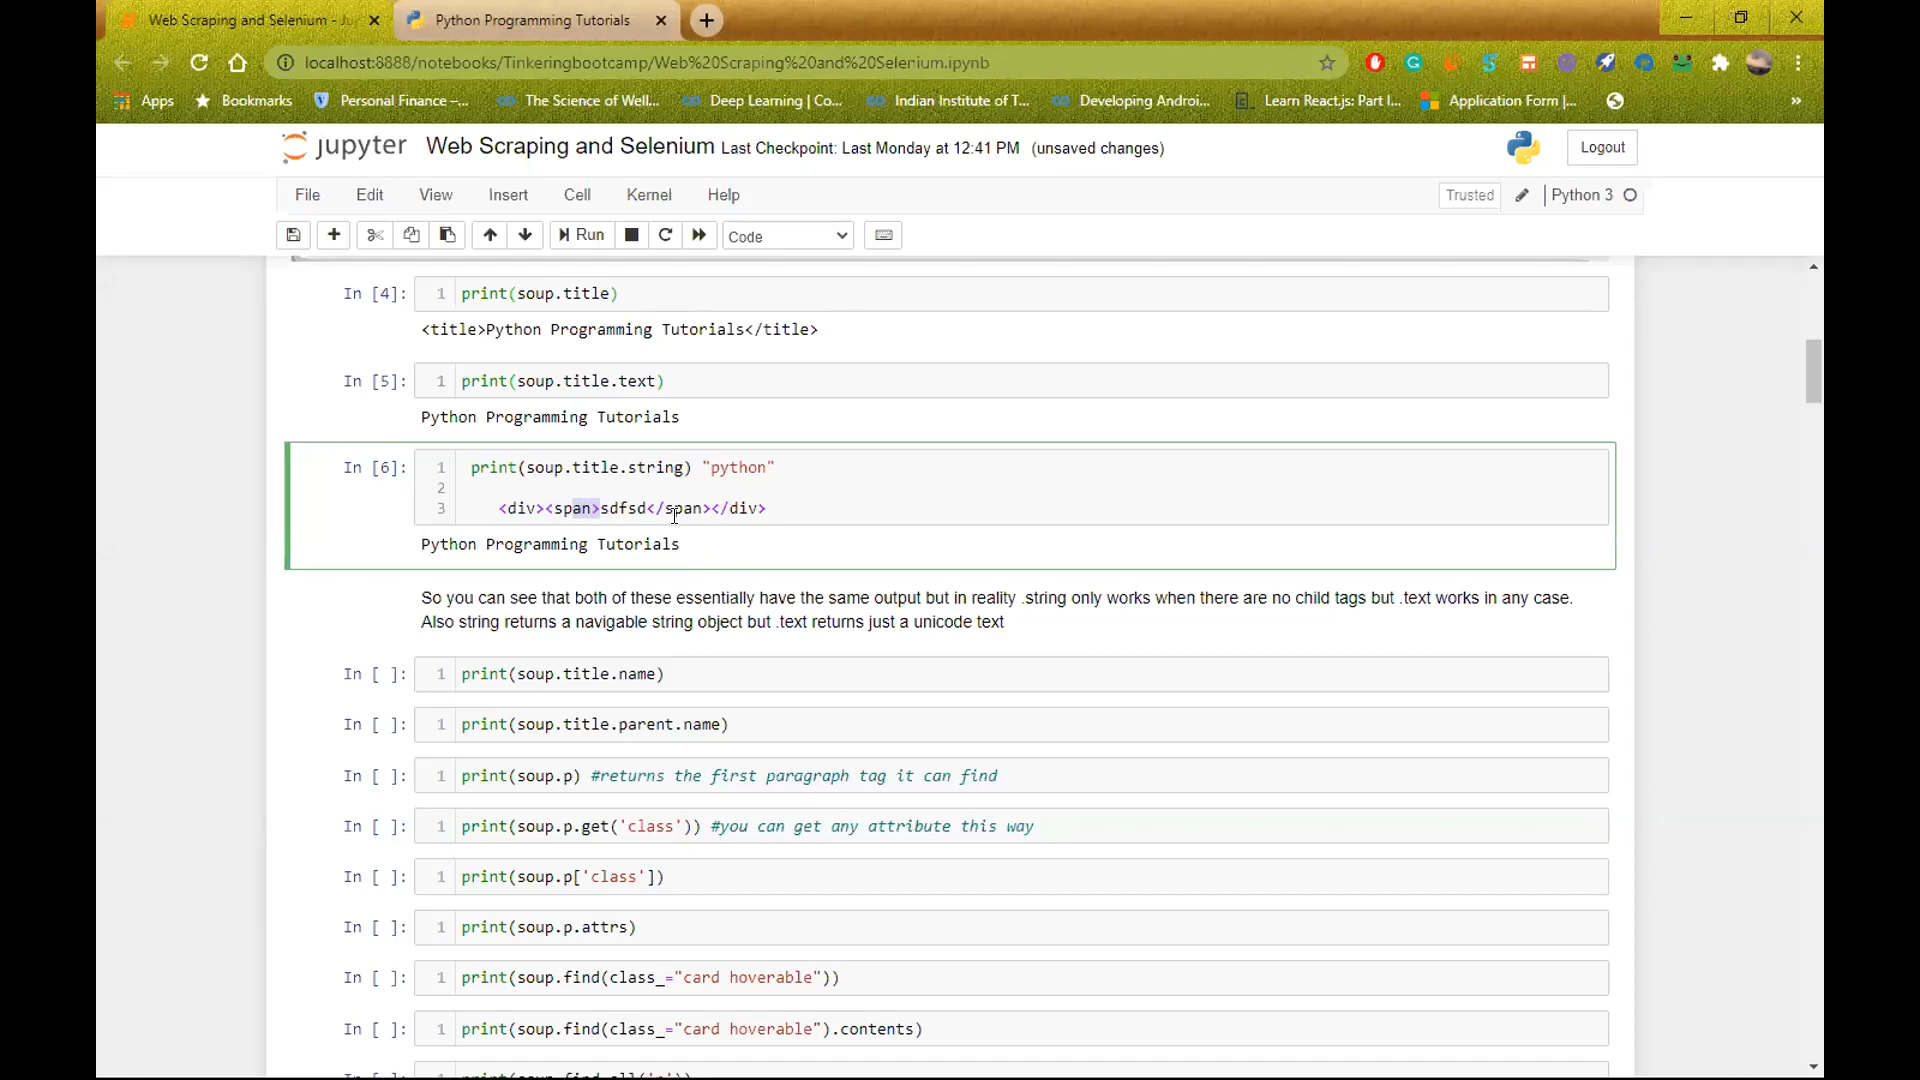 Web Scraping and Selenium - Ju
Python Programming Tutorials
localhost:8888/notebooks/Tinkeringbootcamp/Web%20Scraping%20and%20Selenium.ipynb
Apps
Bookmarks
Personal Finance –...
The Science of Well...
Deep Learning | Co...
Indian Institute of T...
Developing Androi...
Learn React.js: Part I...
Application Form |...
»
jupyter Web Scraping and Selenium Last Checkpoint: Last Monday at 12:41 PM (unsaved changes)
Logout
File Edit View Insert Cell Kernel Help
Trusted Python 3
Run Code
In [4]: 1 print(soup.title)
<title>Python Programming Tutorials</title>
In [5]: 1 print(soup.title.text)
Python Programming Tutorials
In [6]: 1 print(soup.title.string) "python"
2
3 <div><span>sdfsd</span></div>
Python Programming Tutorials
So you can see that both of these essentially have the same output but in reality .string only works when there are no child tags but .text works in any case.
Also string returns a navigable string object but .text returns just a unicode text
In [ ]: 1 print(soup.title.name)
In [ ]: 1 print(soup.title.parent.name)
In [ ]: 1 print(soup.p) #returns the first paragraph tag it can find
In [ ]: 1 print(soup.p.get('class')) #you can get any attribute this way
In [ ]: 1 print(soup.p['class'])
In [ ]: 1 print(soup.p.attrs)
In [ ]: 1 print(soup.find(class_="card hoverable"))
In [ ]: 1 print(soup.find(class_="card hoverable").contents)